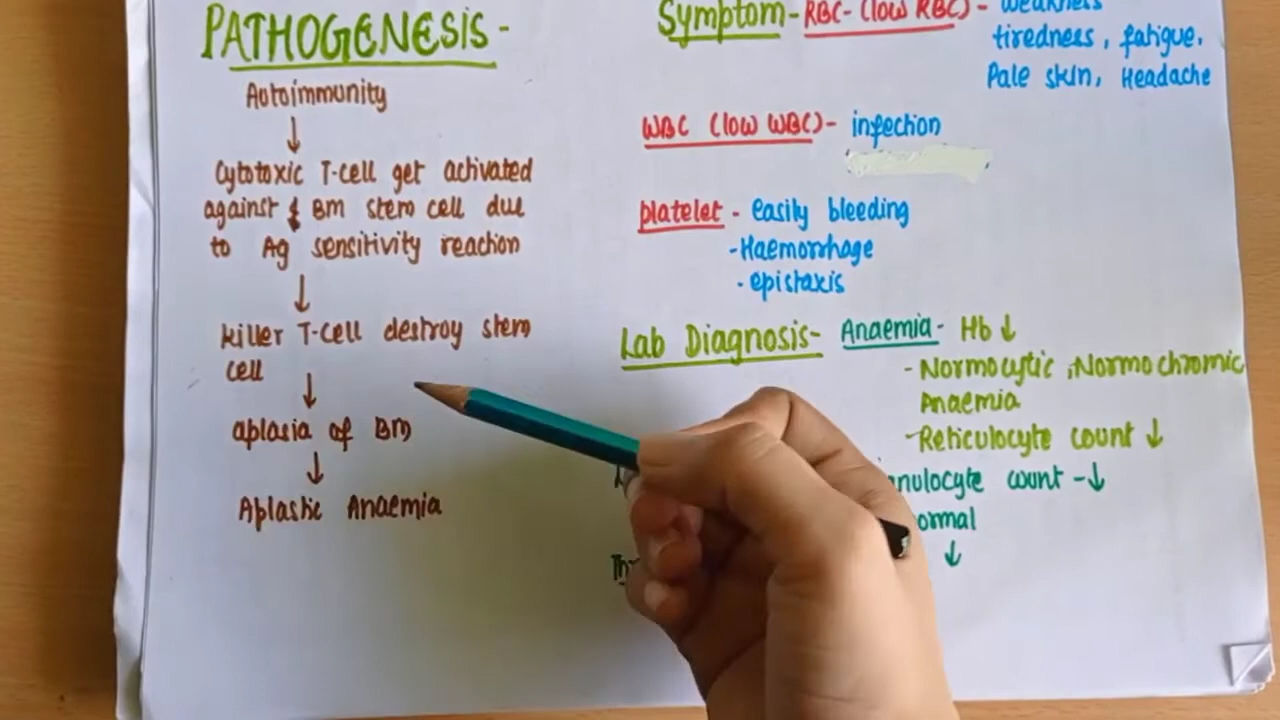 PATHOGENESIS -
Autoimmunity
↓
Cytotoxic T-cell get activated
against BM stem cell due
to Ag sensitivity reaction
↓
killer T-cell destroy stem
cell
↓
aplasia of BM
↓
Aplastic Anaemia
Symptom - RBC - (low RBC) - weakness
tiredness, fatigue,
Pale skin, Headache
WBC (low WBC) - infection
platelet - easily bleeding
- Haemorrhage
- epistaxis
Lab Diagnosis - Anaemia - Hb ↓
- Normocytic, Normochromic
Anaemia
- Reticulocyte count ↓
nulocyte count - ↓
ormal
↓